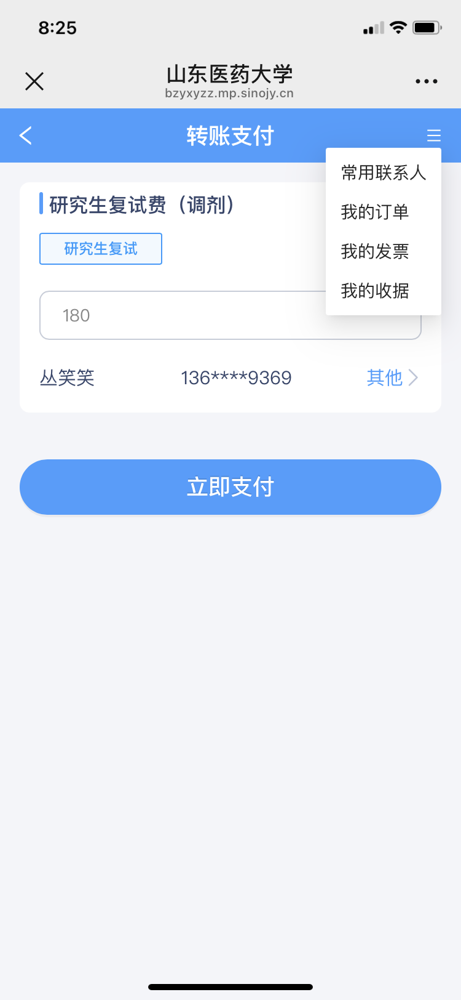 8:25
山东医药大学
bzyxyzz.mp.sinojy.cn
转账支付
常用联系人
我的订单
我的发票
我的收据
研究生复试费（调剂）
研究生复试
180
丛笑笑 136****9369 其他
立即支付